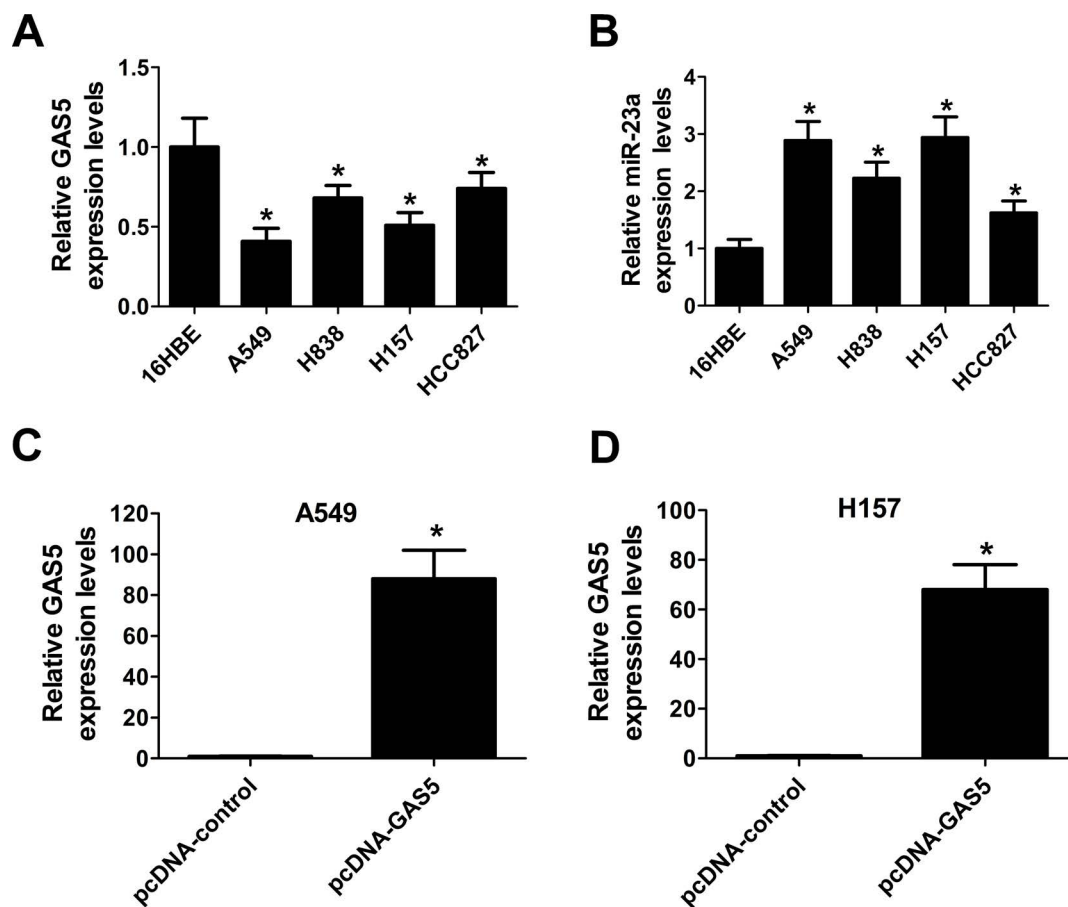 A
Relative GAS5
expression levels
1.5
1.0
0.5
0.0
*
*
*
*
16HBE
A549
H838
H157
HCC827
B
Relative miR-23a
expression levels
4
3
2
1
0
*
*
*
*
16HBE
A549
H838
H157
HCC827
C
A549
Relative GAS5
expression levels
120
100
80
60
40
20
0
*
pcDNA-control
pcDNA-GAS5
D
H157
Relative GAS5
expression levels
100
80
60
40
20
0
*
pcDNA-control
pcDNA-GAS5